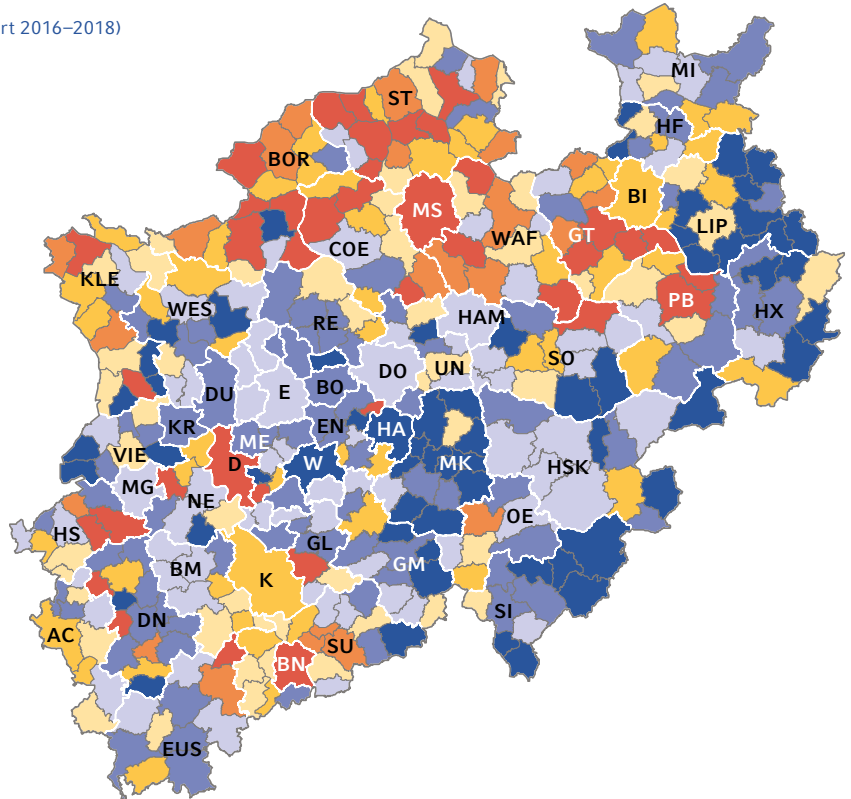 rt 2016–2018)
MI
ST
HF
BOR
BI
MS
LIP
GT
WAF
COE
KLE
PB
WES
HX
HAM
RE
SO
DO
UN
BO
DU
E
EN
KR
HA
ME
VIE
D
W
MK
HSK
MG
NE
OE
HS
GL
GM
BM
K
SI
DN
AC
SU
BN
EUS